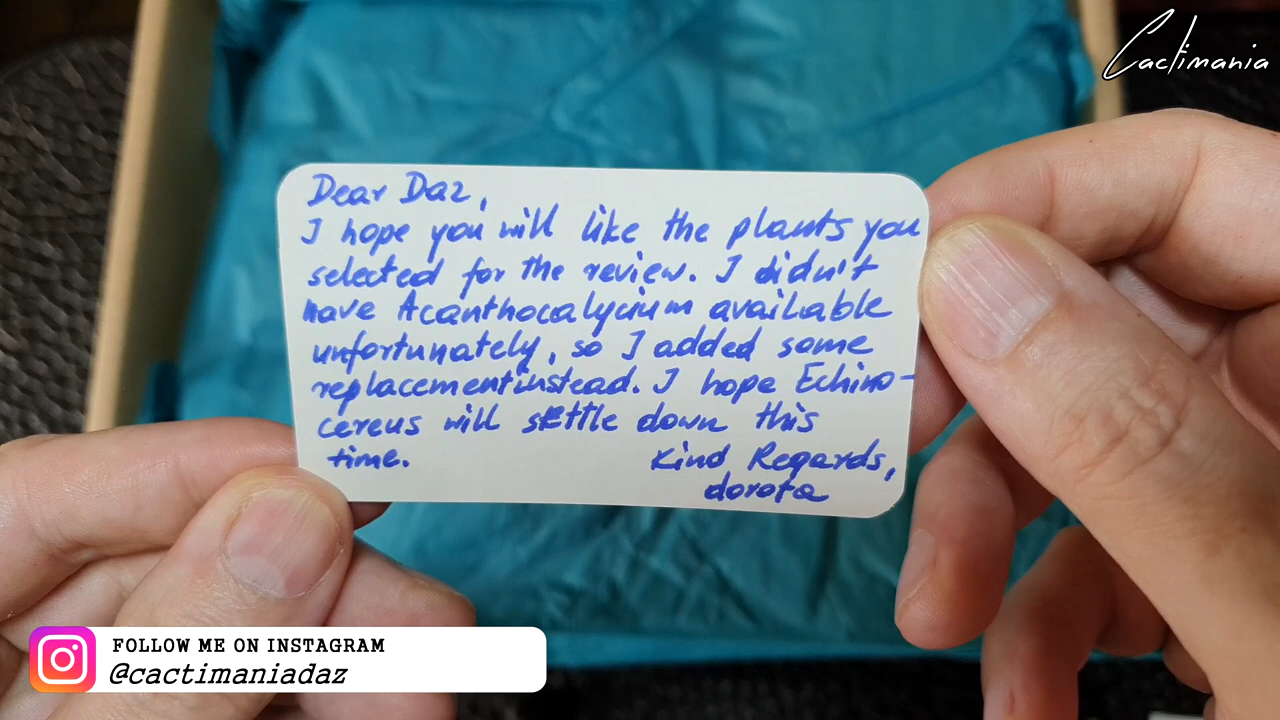 Cactimania
Dear Daz,
I hope you will like the plants you
selected for the review. I didn't
have Acanthocalycium available
unfortunately, so I added some
replacement instead. I hope Echino-
cereus will settle down this
time.
Kind Regards,
dorota
FOLLOW ME ON INSTAGRAM
@cactimaniadaz